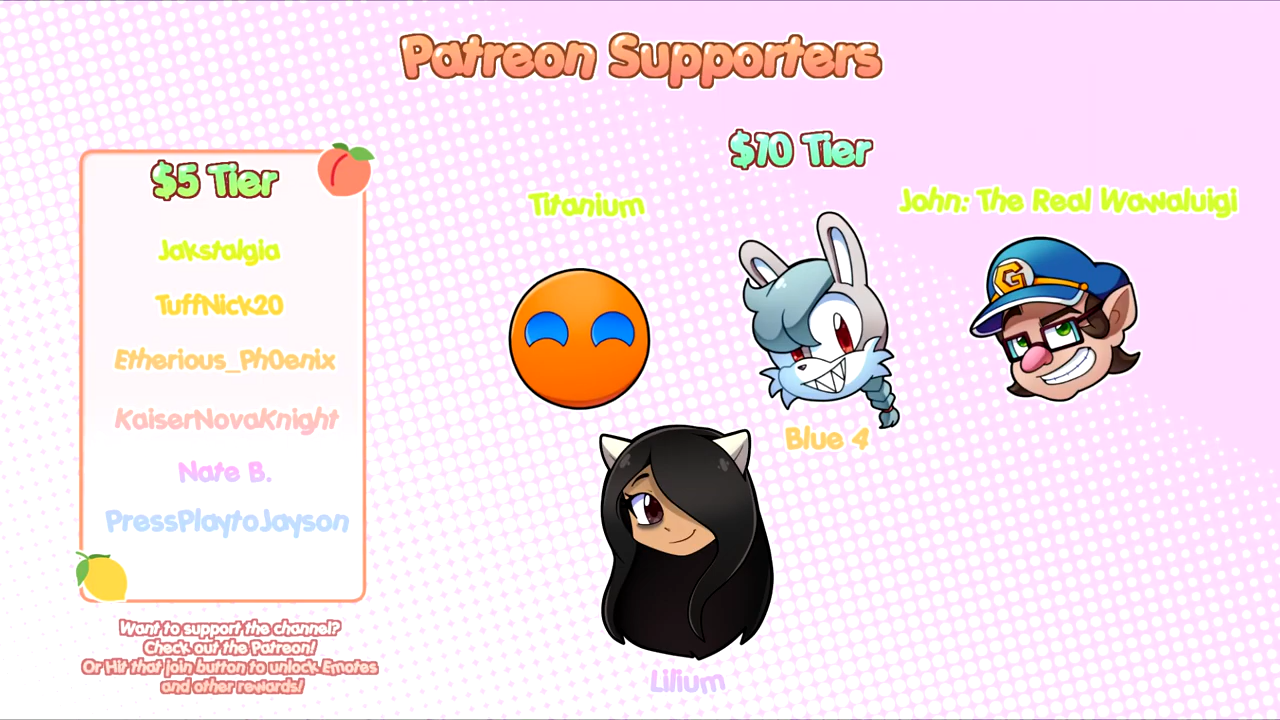 Patreon Supporters
$5 Tier
Jakstalgia
TuffNick20
Etherious_Ph0enix
KaiserNovaKnight
Nate B.
PressPlaytoJayson
Want to support the channel?
Check out the Patreon!
Or Hit that join button to unlock Emotes
and other rewards!
$10 Tier
Titanium
John: The Real Wawaluigi
G
Blue 4
Lilium